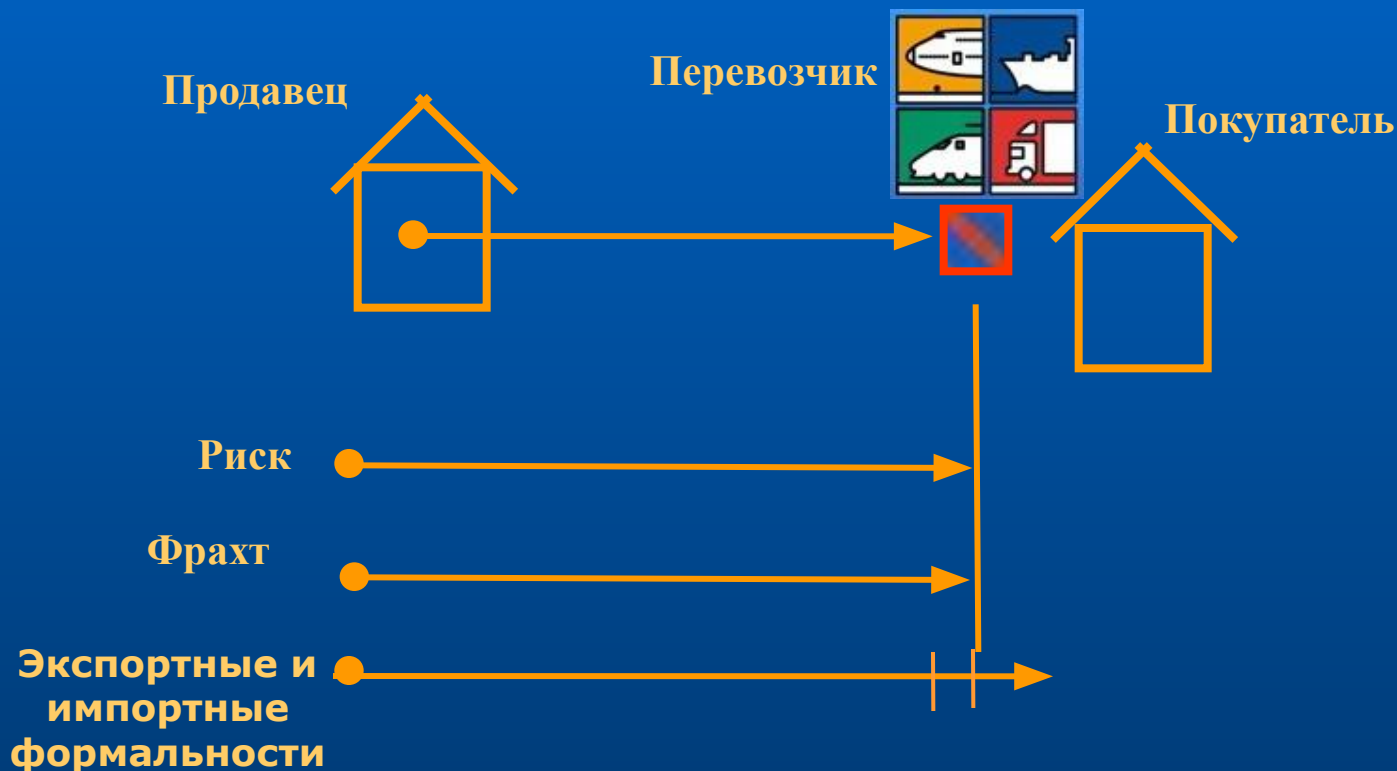 Продавец
Перевозчик
Покупатель
Риск
Фрахт
Экспортные и
импортные
формальности